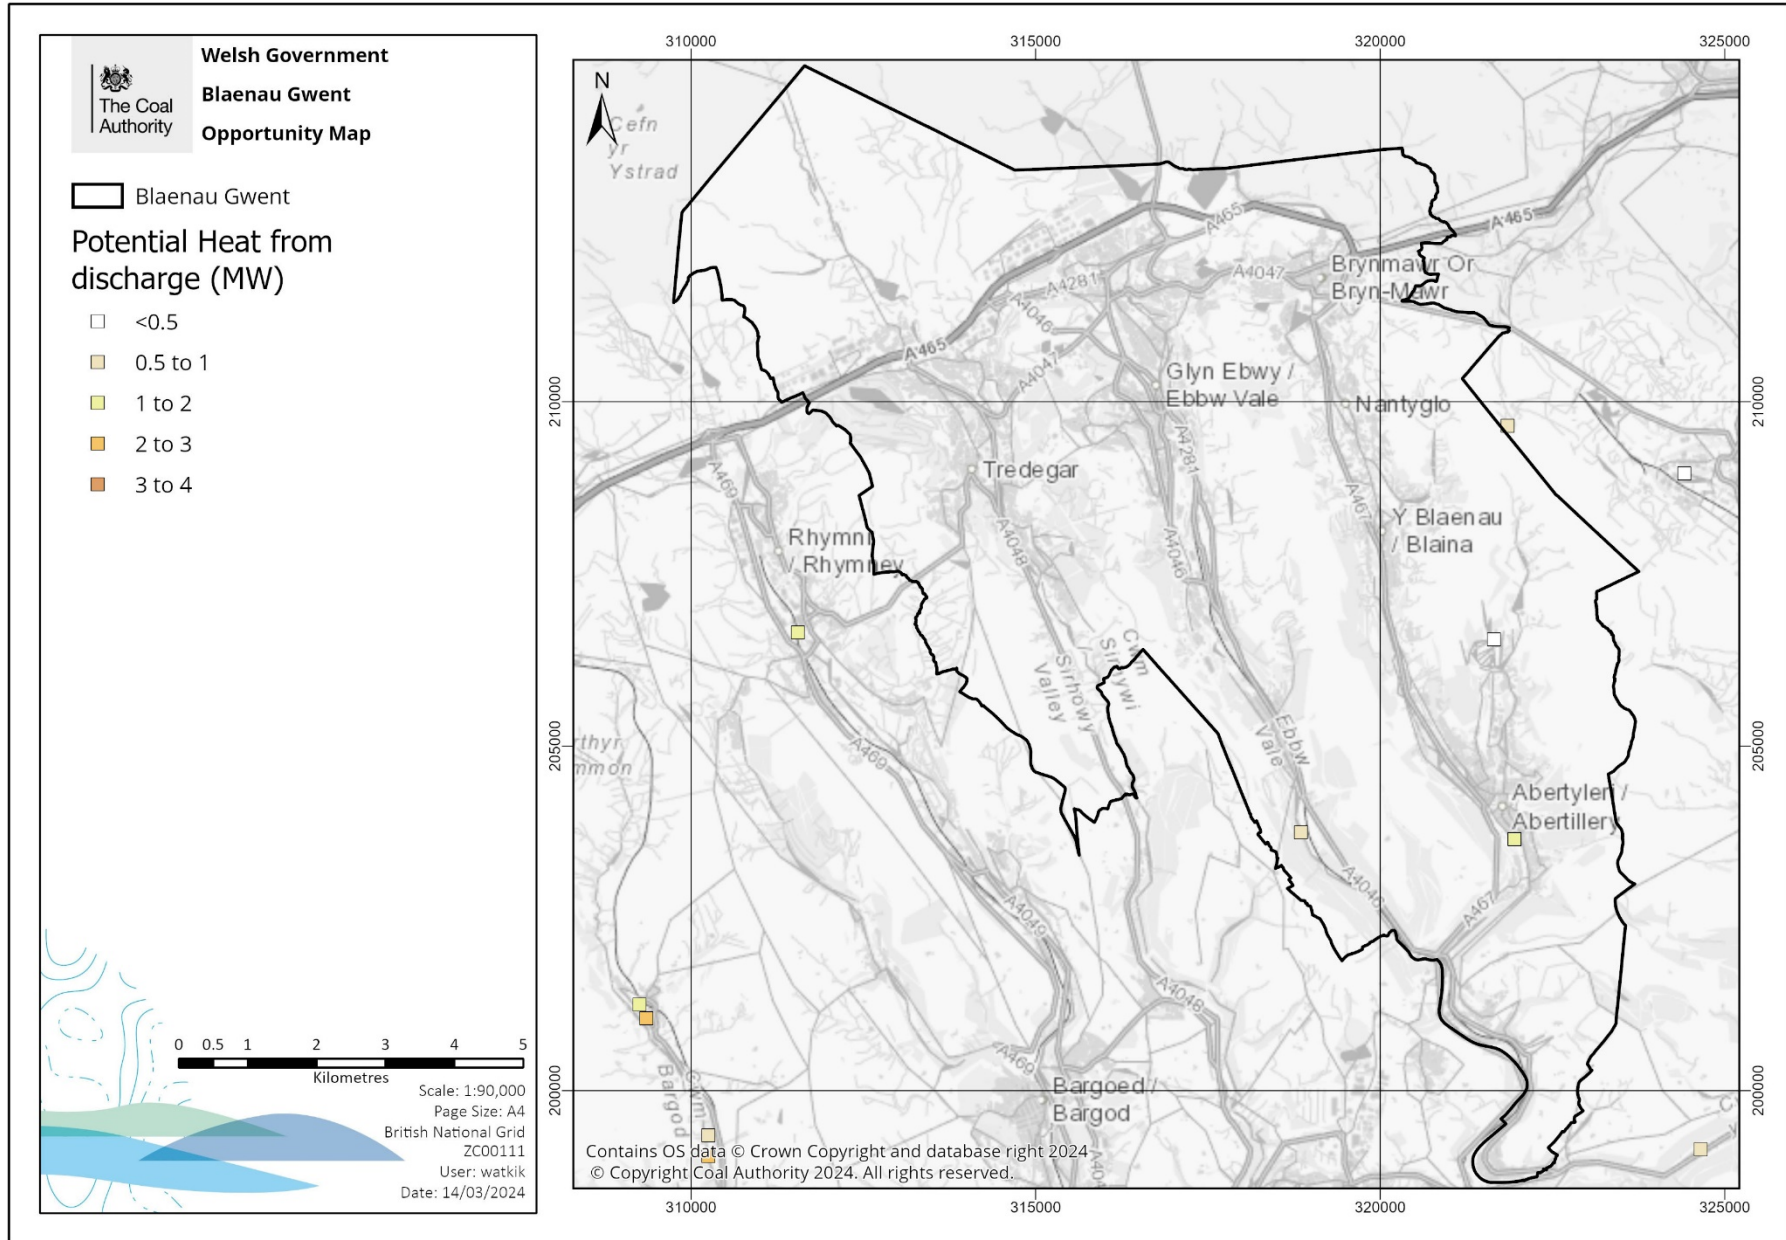 Welsh Government
Blaenau Gwent
Opportunity Map
The Coal
Authority
Blaenau Gwent
Potential Heat from
discharge (MW)
<0.5
0.5 to 1
1 to 2
2 to 3
3 to 4
0 0.5 1 2 3 4 5
Kilometres
Scale: 1:90,000
Page Size: A4
British National Grid
ZC00111
User: watkik
Date: 14/03/2024
310000 315000 320000 325000
N
Cefn
yr
Ystrad
A465
A465
Brynmawr Or
Bryn-Mawr
A4047
A4281
A4046
A465
A4047
Glyn Ebwy /
Ebbw Vale
210000
210000
Nantyglo
A4281
Tredegar
A469
A467
Y Blaenau
/ Blaina
Rhymni
/ Rhymney
A4048
A4046
Cwm
Sirhywi
/
Sirhowy
Valley
Ebbw
Vale
205000
205000
rthyr
mmon
A469
Abertyleri /
Abertillery
A4046
A467
A4049
A4048
A469
Bargoed /
Bargod
200000
200000
Cwm
Bargod
Contains OS data © Crown Copyright and database right 2024
© Copyright Coal Authority 2024. All rights reserved.
310000 315000 320000 325000